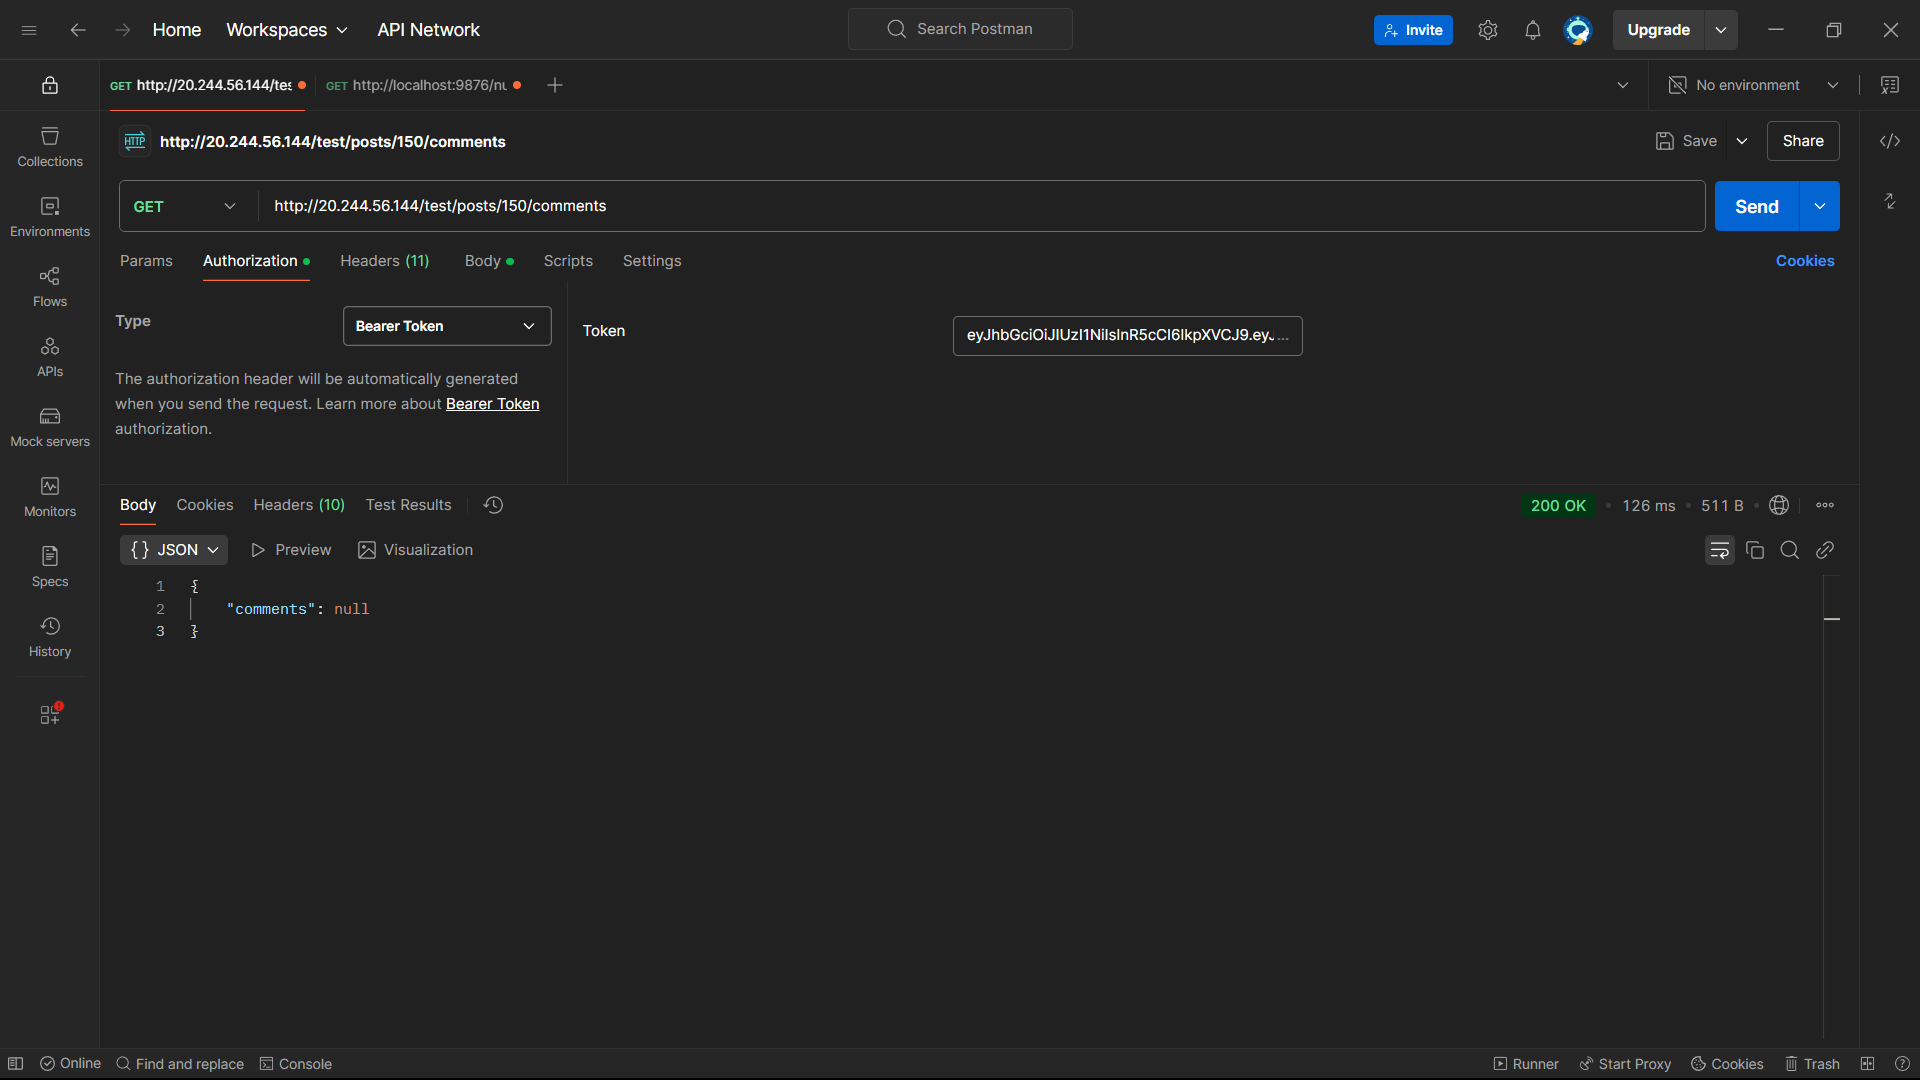 Home Workspaces API Network Search Postman Invite Upgrade
GET http://20.244.56.144/tes GET http://localhost:9876/nu No environment
HTTP http://20.244.56.144/test/posts/150/comments Save Share
GET http://20.244.56.144/test/posts/150/comments Send
Params Authorization Headers (11) Body Scripts Settings Cookies
Collections
Environments
Flows
APIs
Mock servers
Monitors
Specs
History
Type Bearer Token
The authorization header will be automatically generated
when you send the request. Learn more about Bearer Token
authorization.
Token eyJhbGciOiJIUzI1NiIsInR5cCI6IkpXVCJ9.eyJ ...
Body Cookies Headers (10) Test Results 200 OK • 126 ms • 511 B •
{} JSON Preview Visualization
1 {
2 "comments": null
3 }
Online Find and replace Console Runner Start Proxy Cookies Trash